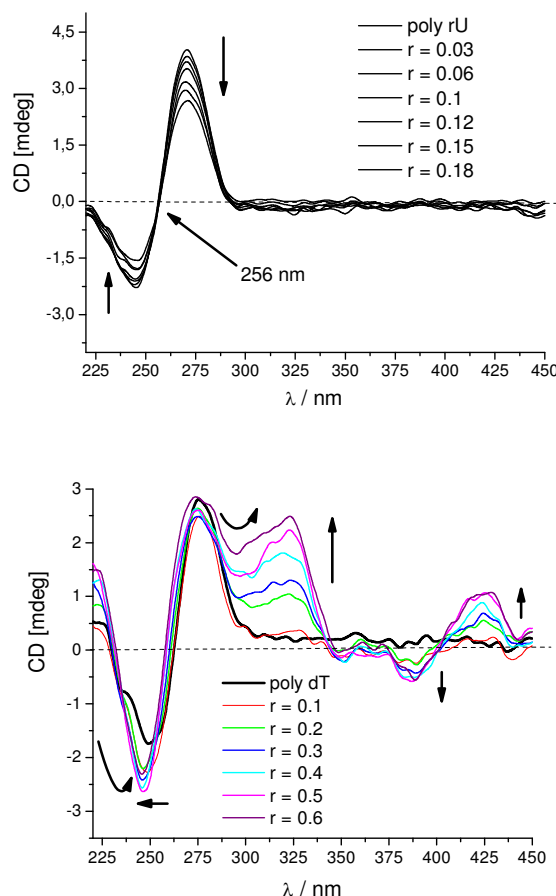 4,5
3,0
1,5
0,0
-1,5
-3,0
CD [mdeg]
poly rU
r = 0.03
r = 0.06
r = 0.1
r = 0.12
r = 0.15
r = 0.18
256 nm
225 250 275 300 325 350 375 400 425 450
λ / nm
3
2
1
0
-1
-2
-3
CD [mdeg]
poly dT
r = 0.1
r = 0.2
r = 0.3
r = 0.4
r = 0.5
r = 0.6
225 250 275 300 325 350 375 400 425 450
λ / nm